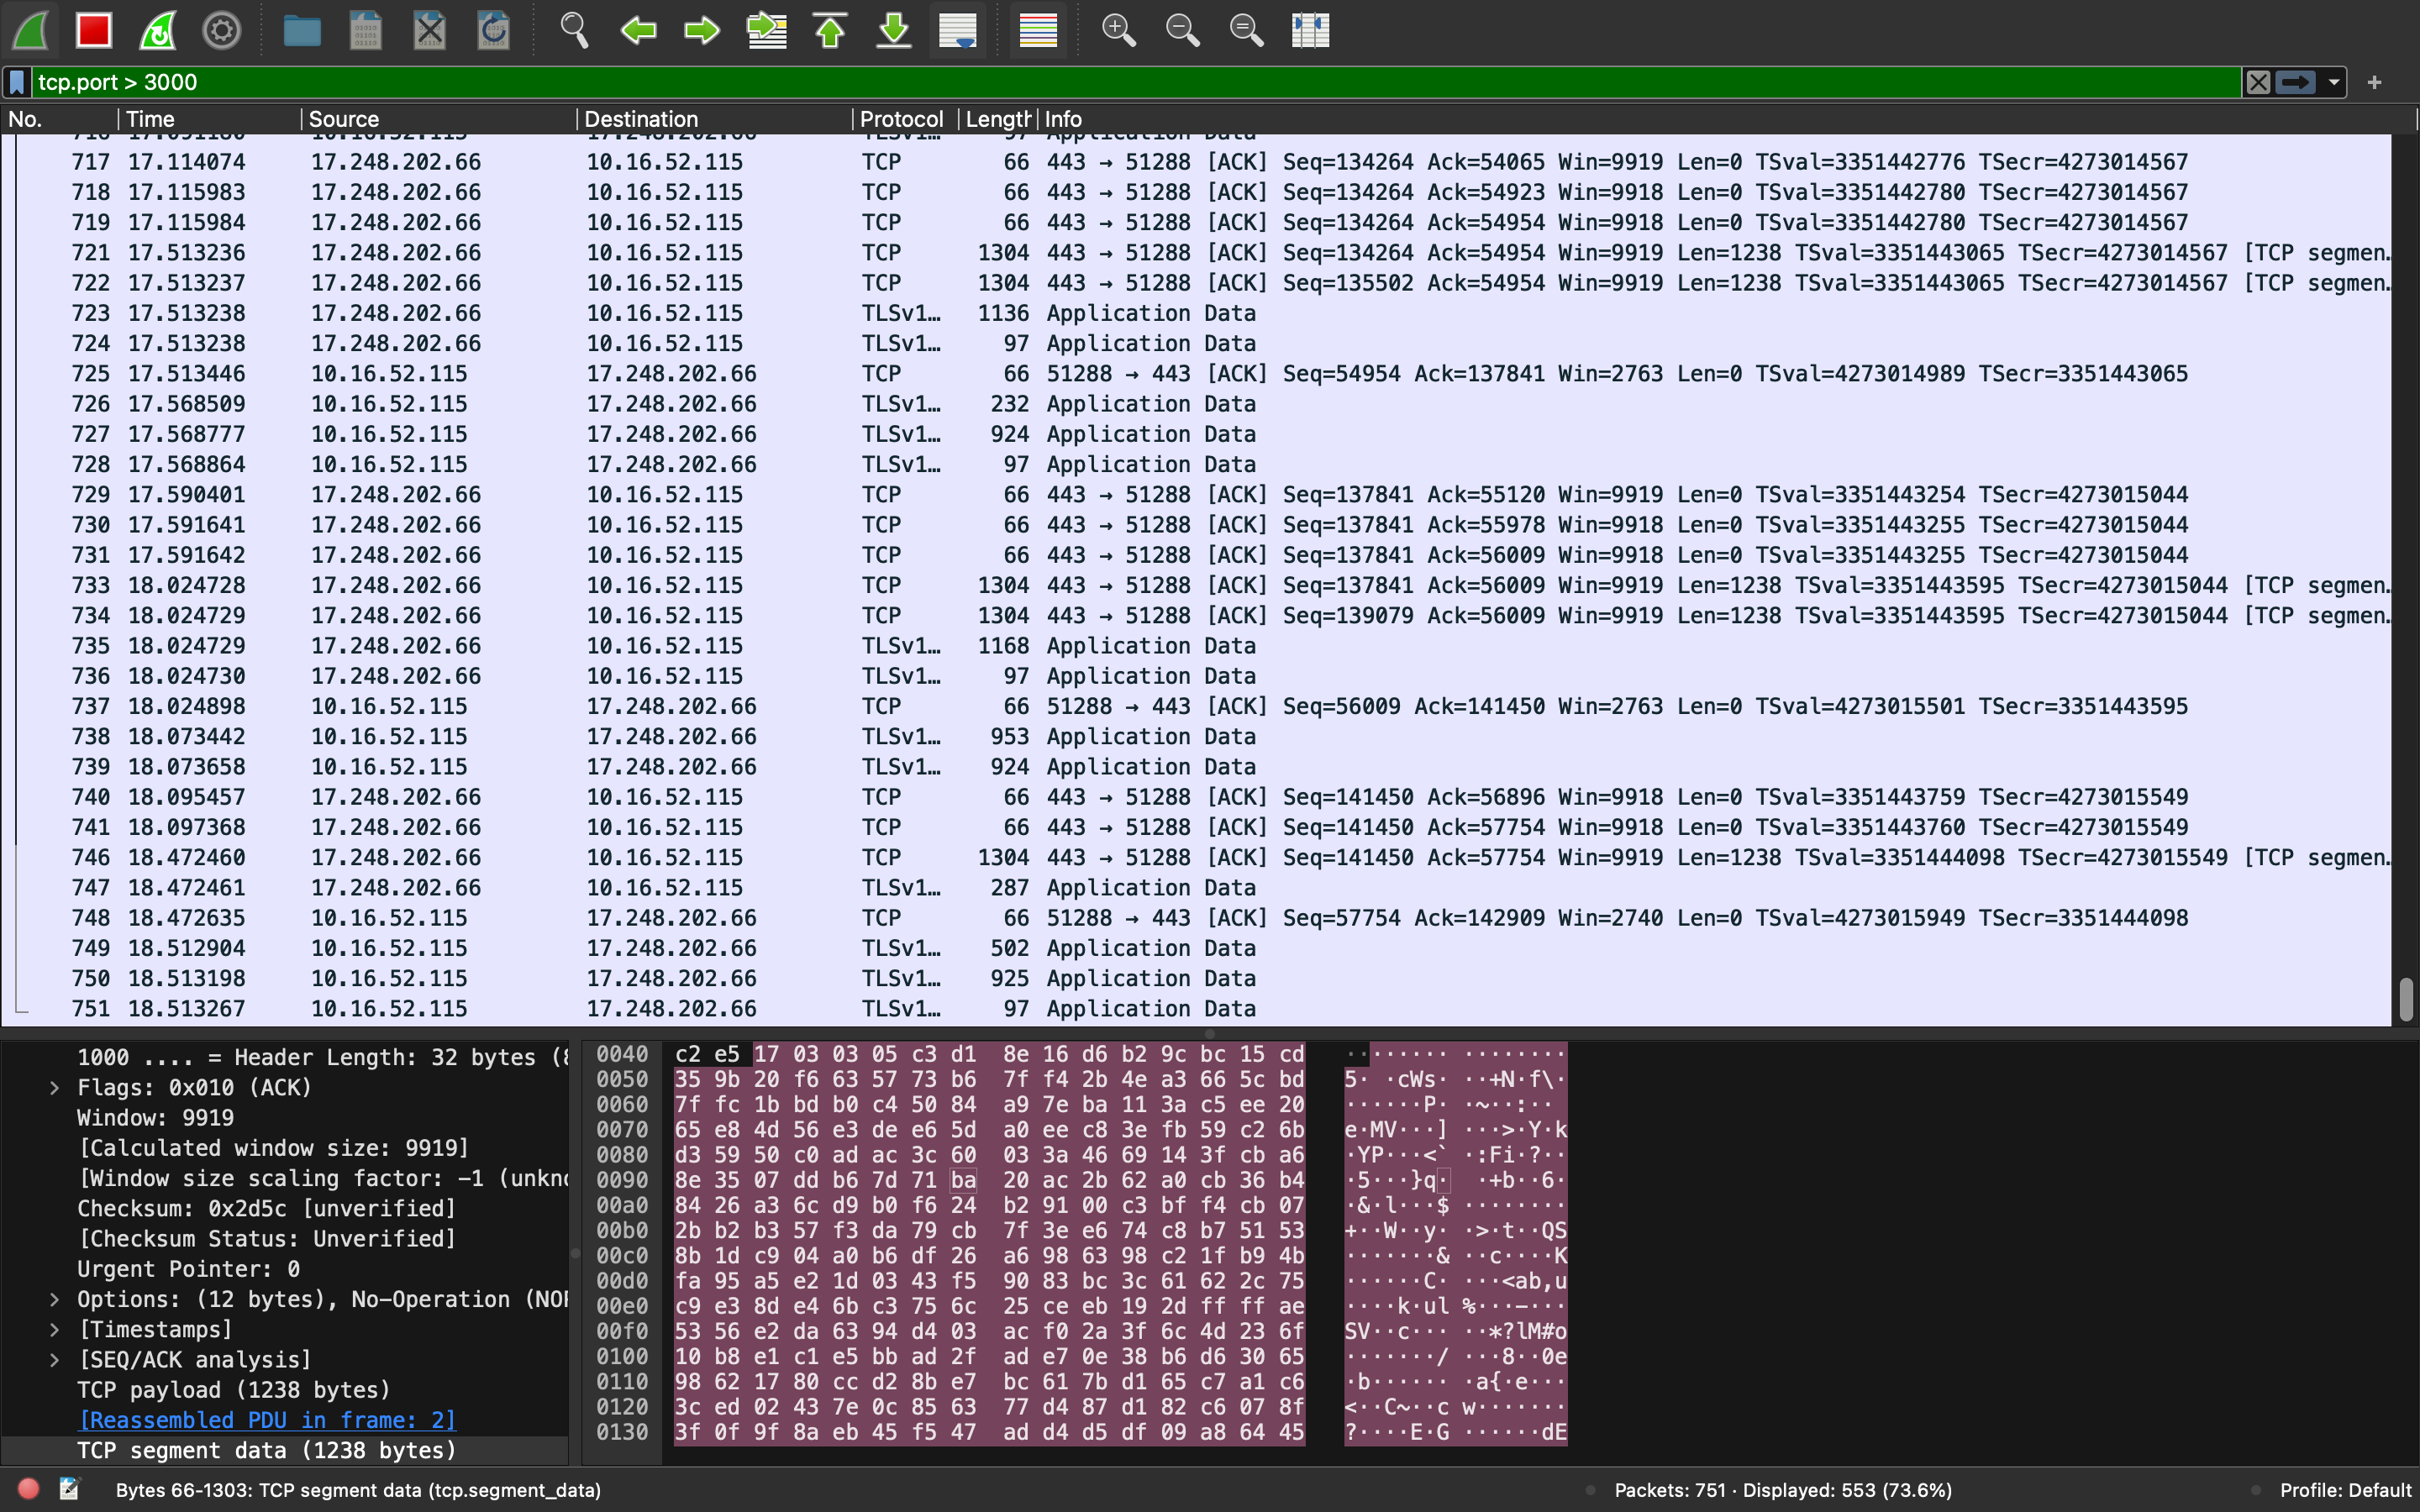 tcp.port > 3000
No. Time Source Destination Protocol Length Info
717 17.114074 17.248.202.66 10.16.52.115 TCP 66 443 → 51288 [ACK] Seq=134264 Ack=54065 Win=9919 Len=0 TSval=3351442776 TSecr=4273014567
718 17.115983 17.248.202.66 10.16.52.115 TCP 66 443 → 51288 [ACK] Seq=134264 Ack=54923 Win=9918 Len=0 TSval=3351442780 TSecr=4273014567
719 17.115984 17.248.202.66 10.16.52.115 TCP 66 443 → 51288 [ACK] Seq=134264 Ack=54954 Win=9918 Len=0 TSval=3351442780 TSecr=4273014567
721 17.513236 17.248.202.66 10.16.52.115 TCP 1304 443 → 51288 [ACK] Seq=134264 Ack=54954 Win=9919 Len=1238 TSval=3351443065 TSecr=4273014567 [TCP segmen…
722 17.513237 17.248.202.66 10.16.52.115 TCP 1304 443 → 51288 [ACK] Seq=135502 Ack=54954 Win=9919 Len=1238 TSval=3351443065 TSecr=4273014567 [TCP segmen…
723 17.513238 17.248.202.66 10.16.52.115 TLSv1… 1136 Application Data
724 17.513238 17.248.202.66 10.16.52.115 TLSv1… 97 Application Data
725 17.513446 10.16.52.115 17.248.202.66 TCP 66 51288 → 443 [ACK] Seq=54954 Ack=137841 Win=2763 Len=0 TSval=4273014989 TSecr=3351443065
726 17.568509 10.16.52.115 17.248.202.66 TLSv1… 232 Application Data
727 17.568777 10.16.52.115 17.248.202.66 TLSv1… 924 Application Data
728 17.568864 10.16.52.115 17.248.202.66 TLSv1… 97 Application Data
729 17.590401 17.248.202.66 10.16.52.115 TCP 66 443 → 51288 [ACK] Seq=137841 Ack=55120 Win=9919 Len=0 TSval=3351443254 TSecr=4273015044
730 17.591641 17.248.202.66 10.16.52.115 TCP 66 443 → 51288 [ACK] Seq=137841 Ack=55978 Win=9918 Len=0 TSval=3351443255 TSecr=4273015044
731 17.591642 17.248.202.66 10.16.52.115 TCP 66 443 → 51288 [ACK] Seq=137841 Ack=56009 Win=9918 Len=0 TSval=3351443255 TSecr=4273015044
733 18.024728 17.248.202.66 10.16.52.115 TCP 1304 443 → 51288 [ACK] Seq=137841 Ack=56009 Win=9919 Len=1238 TSval=3351443595 TSecr=4273015044 [TCP segmen…
734 18.024729 17.248.202.66 10.16.52.115 TCP 1304 443 → 51288 [ACK] Seq=139079 Ack=56009 Win=9919 Len=1238 TSval=3351443595 TSecr=4273015044 [TCP segmen…
735 18.024729 17.248.202.66 10.16.52.115 TLSv1… 1168 Application Data
736 18.024730 17.248.202.66 10.16.52.115 TLSv1… 97 Application Data
737 18.024898 10.16.52.115 17.248.202.66 TCP 66 51288 → 443 [ACK] Seq=56009 Ack=141450 Win=2763 Len=0 TSval=4273015501 TSecr=3351443595
738 18.073442 10.16.52.115 17.248.202.66 TLSv1… 953 Application Data
739 18.073658 10.16.52.115 17.248.202.66 TLSv1… 924 Application Data
740 18.095457 17.248.202.66 10.16.52.115 TCP 66 443 → 51288 [ACK] Seq=141450 Ack=56896 Win=9918 Len=0 TSval=3351443759 TSecr=4273015549
741 18.097368 17.248.202.66 10.16.52.115 TCP 66 443 → 51288 [ACK] Seq=141450 Ack=57754 Win=9918 Len=0 TSval=3351443760 TSecr=4273015549
746 18.472460 17.248.202.66 10.16.52.115 TCP 1304 443 → 51288 [ACK] Seq=141450 Ack=57754 Win=9919 Len=1238 TSval=3351444098 TSecr=4273015549 [TCP segmen…
747 18.472461 17.248.202.66 10.16.52.115 TLSv1… 287 Application Data
748 18.472635 10.16.52.115 17.248.202.66 TCP 66 51288 → 443 [ACK] Seq=57754 Ack=142909 Win=2740 Len=0 TSval=4273015949 TSecr=3351444098
749 18.512904 10.16.52.115 17.248.202.66 TLSv1… 502 Application Data
750 18.513198 10.16.52.115 17.248.202.66 TLSv1… 925 Application Data
751 18.513267 10.16.52.115 17.248.202.66 TLSv1… 97 Application Data
1000 .... = Header Length: 32 bytes (8
Flags: 0x010 (ACK)
Window: 9919
[Calculated window size: 9919]
[Window size scaling factor: -1 (unkno
Checksum: 0x2d5c [unverified]
[Checksum Status: Unverified]
Urgent Pointer: 0
Options: (12 bytes), No-Operation (NOP
[Timestamps]
[SEQ/ACK analysis]
TCP payload (1238 bytes)
[Reassembled PDU in frame: 2]
TCP segment data (1238 bytes)
0040 c2 e5 17 03 03 05 c3 d1 8e 16 d6 b2 9c bc 15 cd ················
0050 35 9b 20 f6 63 57 73 b6 7f f4 2b 4e a3 66 5c bd 5· ·cWs· ··+N·f\·
0060 7f fc 1b bd b0 c4 50 84 a9 7e ba 11 3a c5 ee 20 ······P· ·~··:··
0070 65 e8 4d 56 e3 de e6 5d a0 ee c8 3e fb 59 c2 6b e·MV···] ···>·Y·k
0080 d3 59 50 c0 ad ac 3c 60 03 3a 46 69 14 3f cb a6 ·YP···<` ·:Fi·?··
0090 8e 35 07 dd b6 7d 71 ba 20 ac 2b 62 a0 cb 36 b4 ·5···}q· ·+b··6·
00a0 84 26 a3 6c d9 b0 f6 24 b2 91 00 c3 bf f4 cb 07 ·&·l···$ ········
00b0 2b b2 b3 57 f3 da 79 cb 7f 3e e6 74 c8 b7 51 53 +··W··y· ·>·t··QS
00c0 8b 1d c9 04 a0 b6 df 26 a6 98 63 98 c2 1f b9 4b ·······& ··c····K
00d0 fa 95 a5 e2 1d 03 43 f5 90 83 bc 3c 61 62 2c 75 ······C· ···<ab,u
00e0 c9 e3 8d e4 6b c3 75 6c 25 ce eb 19 2d ff ff ae ····k·ul %···-···
00f0 53 56 e2 da 63 94 d4 03 ac f0 2a 3f 6c 4d 23 6f SV··c··· ··*?lM#o
0100 10 b8 e1 c1 e5 bb ad 2f ad e7 0e 38 b6 d6 30 65 ·······/ ···8··0e
0110 98 62 17 80 cc d2 8b e7 bc 61 7b d1 65 c7 a1 c6 ·b······ ·a{·e···
0120 3c ed 02 43 7e 0c 85 63 77 d4 87 d1 82 c6 07 8f <··C~··c w·······
0130 3f 0f 9f 8a eb 45 f5 47 ad d4 d5 df 09 a8 64 45 ?····E·G ······dE
Bytes 66-1303: TCP segment data (tcp.segment_data)
Packets: 751 · Displayed: 553 (73.6%)
Profile: Default